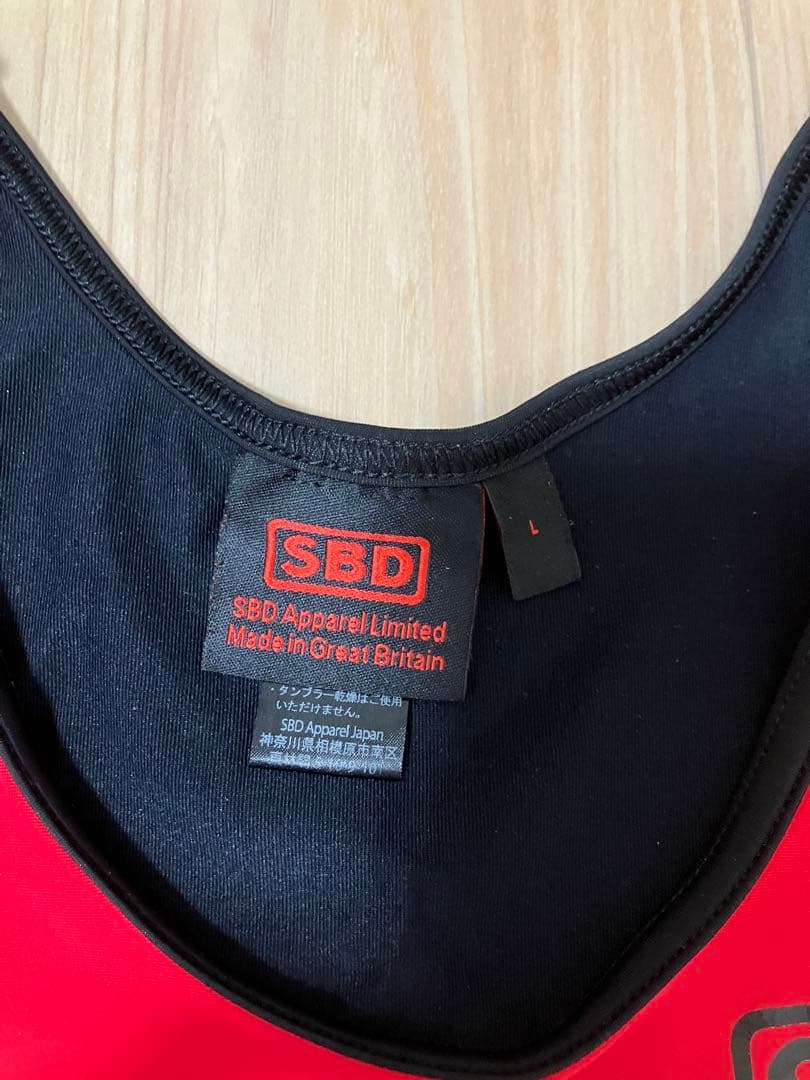 SBD
SBD Apparel Limited
Made in Great Britain
L
・タンブラー乾燥はご使用
いただけません。
SBD Apparel Japan
神奈川県相模原市南区